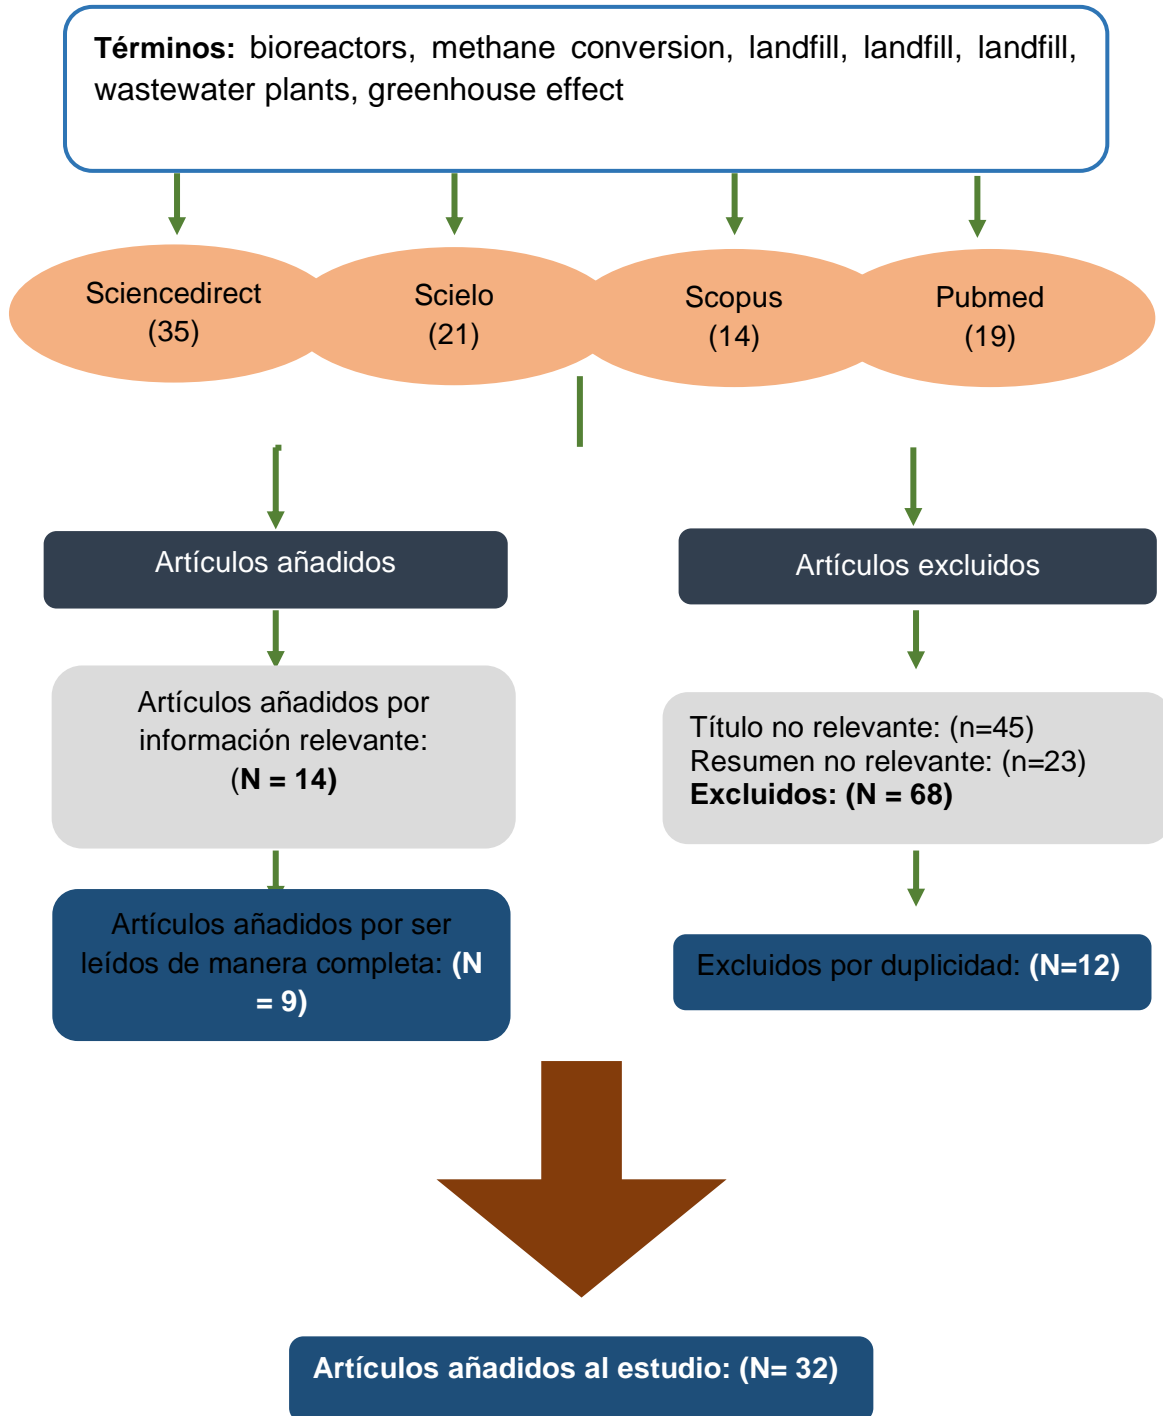 Términos: bioreactors, methane conversion, landfill, landfill, landfill,
wastewater plants, greenhouse effect
Sciencedirect
(35)
Scielo
(21)
Scopus
(14)
Pubmed
(19)
Artículos añadidos
Artículos excluidos
Artículos añadidos por
información relevante:
(N = 14)
Título no relevante: (n=45)
Resumen no relevante: (n=23)
Excluidos: (N = 68)
Artículos añadidos por ser
leídos de manera completa: (N
= 9)
Excluidos por duplicidad: (N=12)
Artículos añadidos al estudio: (N= 32)